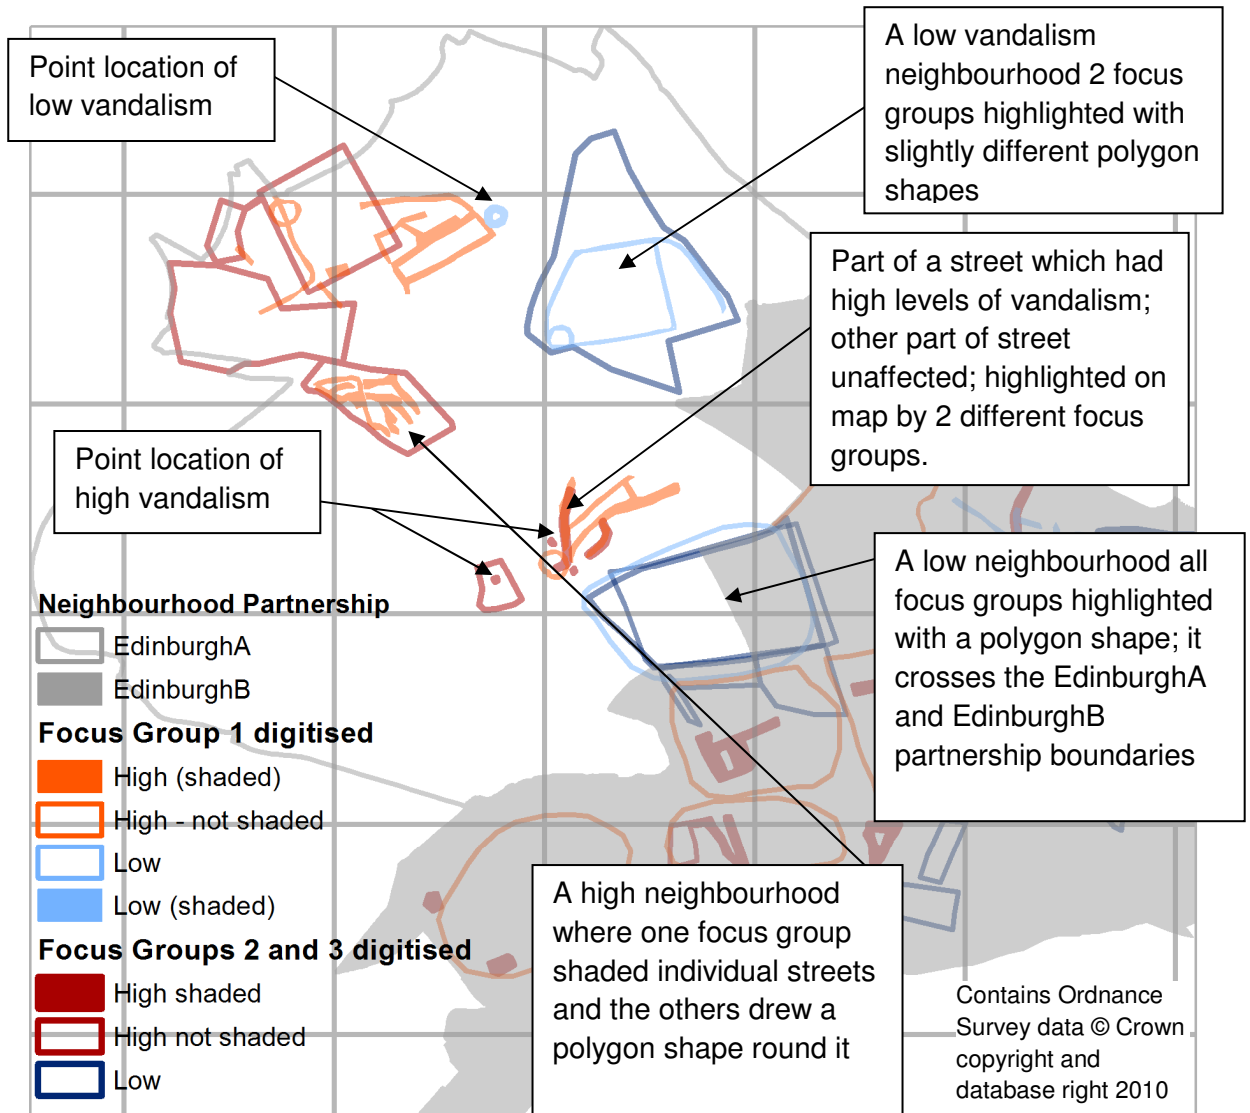 Point location of
low vandalism
A low vandalism
neighbourhood 2 focus
groups highlighted with
slightly different polygon
shapes
Part of a street which had
high levels of vandalism;
other part of street
unaffected; highlighted on
map by 2 different focus
groups.
Point location of
high vandalism
A low neighbourhood all
focus groups highlighted
with a polygon shape; it
crosses the EdinburghA
and EdinburghB
partnership boundaries
Neighbourhood Partnership
EdinburghA
EdinburghB
Focus Group 1 digitised
High (shaded)
High - not shaded
Low
Low (shaded)
Focus Groups 2 and 3 digitised
High shaded
High not shaded
Low
A high neighbourhood
where one focus group
shaded individual streets
and the others drew a
polygon shape round it
Contains Ordnance
Survey data © Crown
copyright and
database right 2010